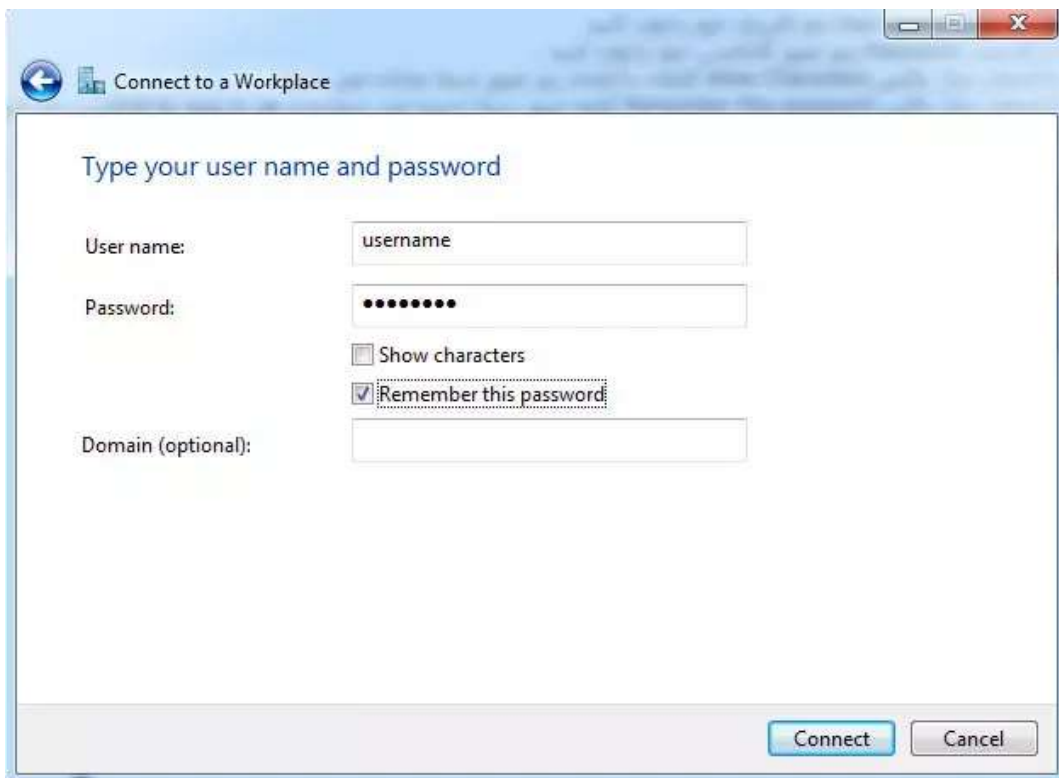 Connect to a Workplace
Type your user name and password
User name:
username
Password:
••••••••
Show characters
Remember this password
Domain (optional):
Connect
Cancel